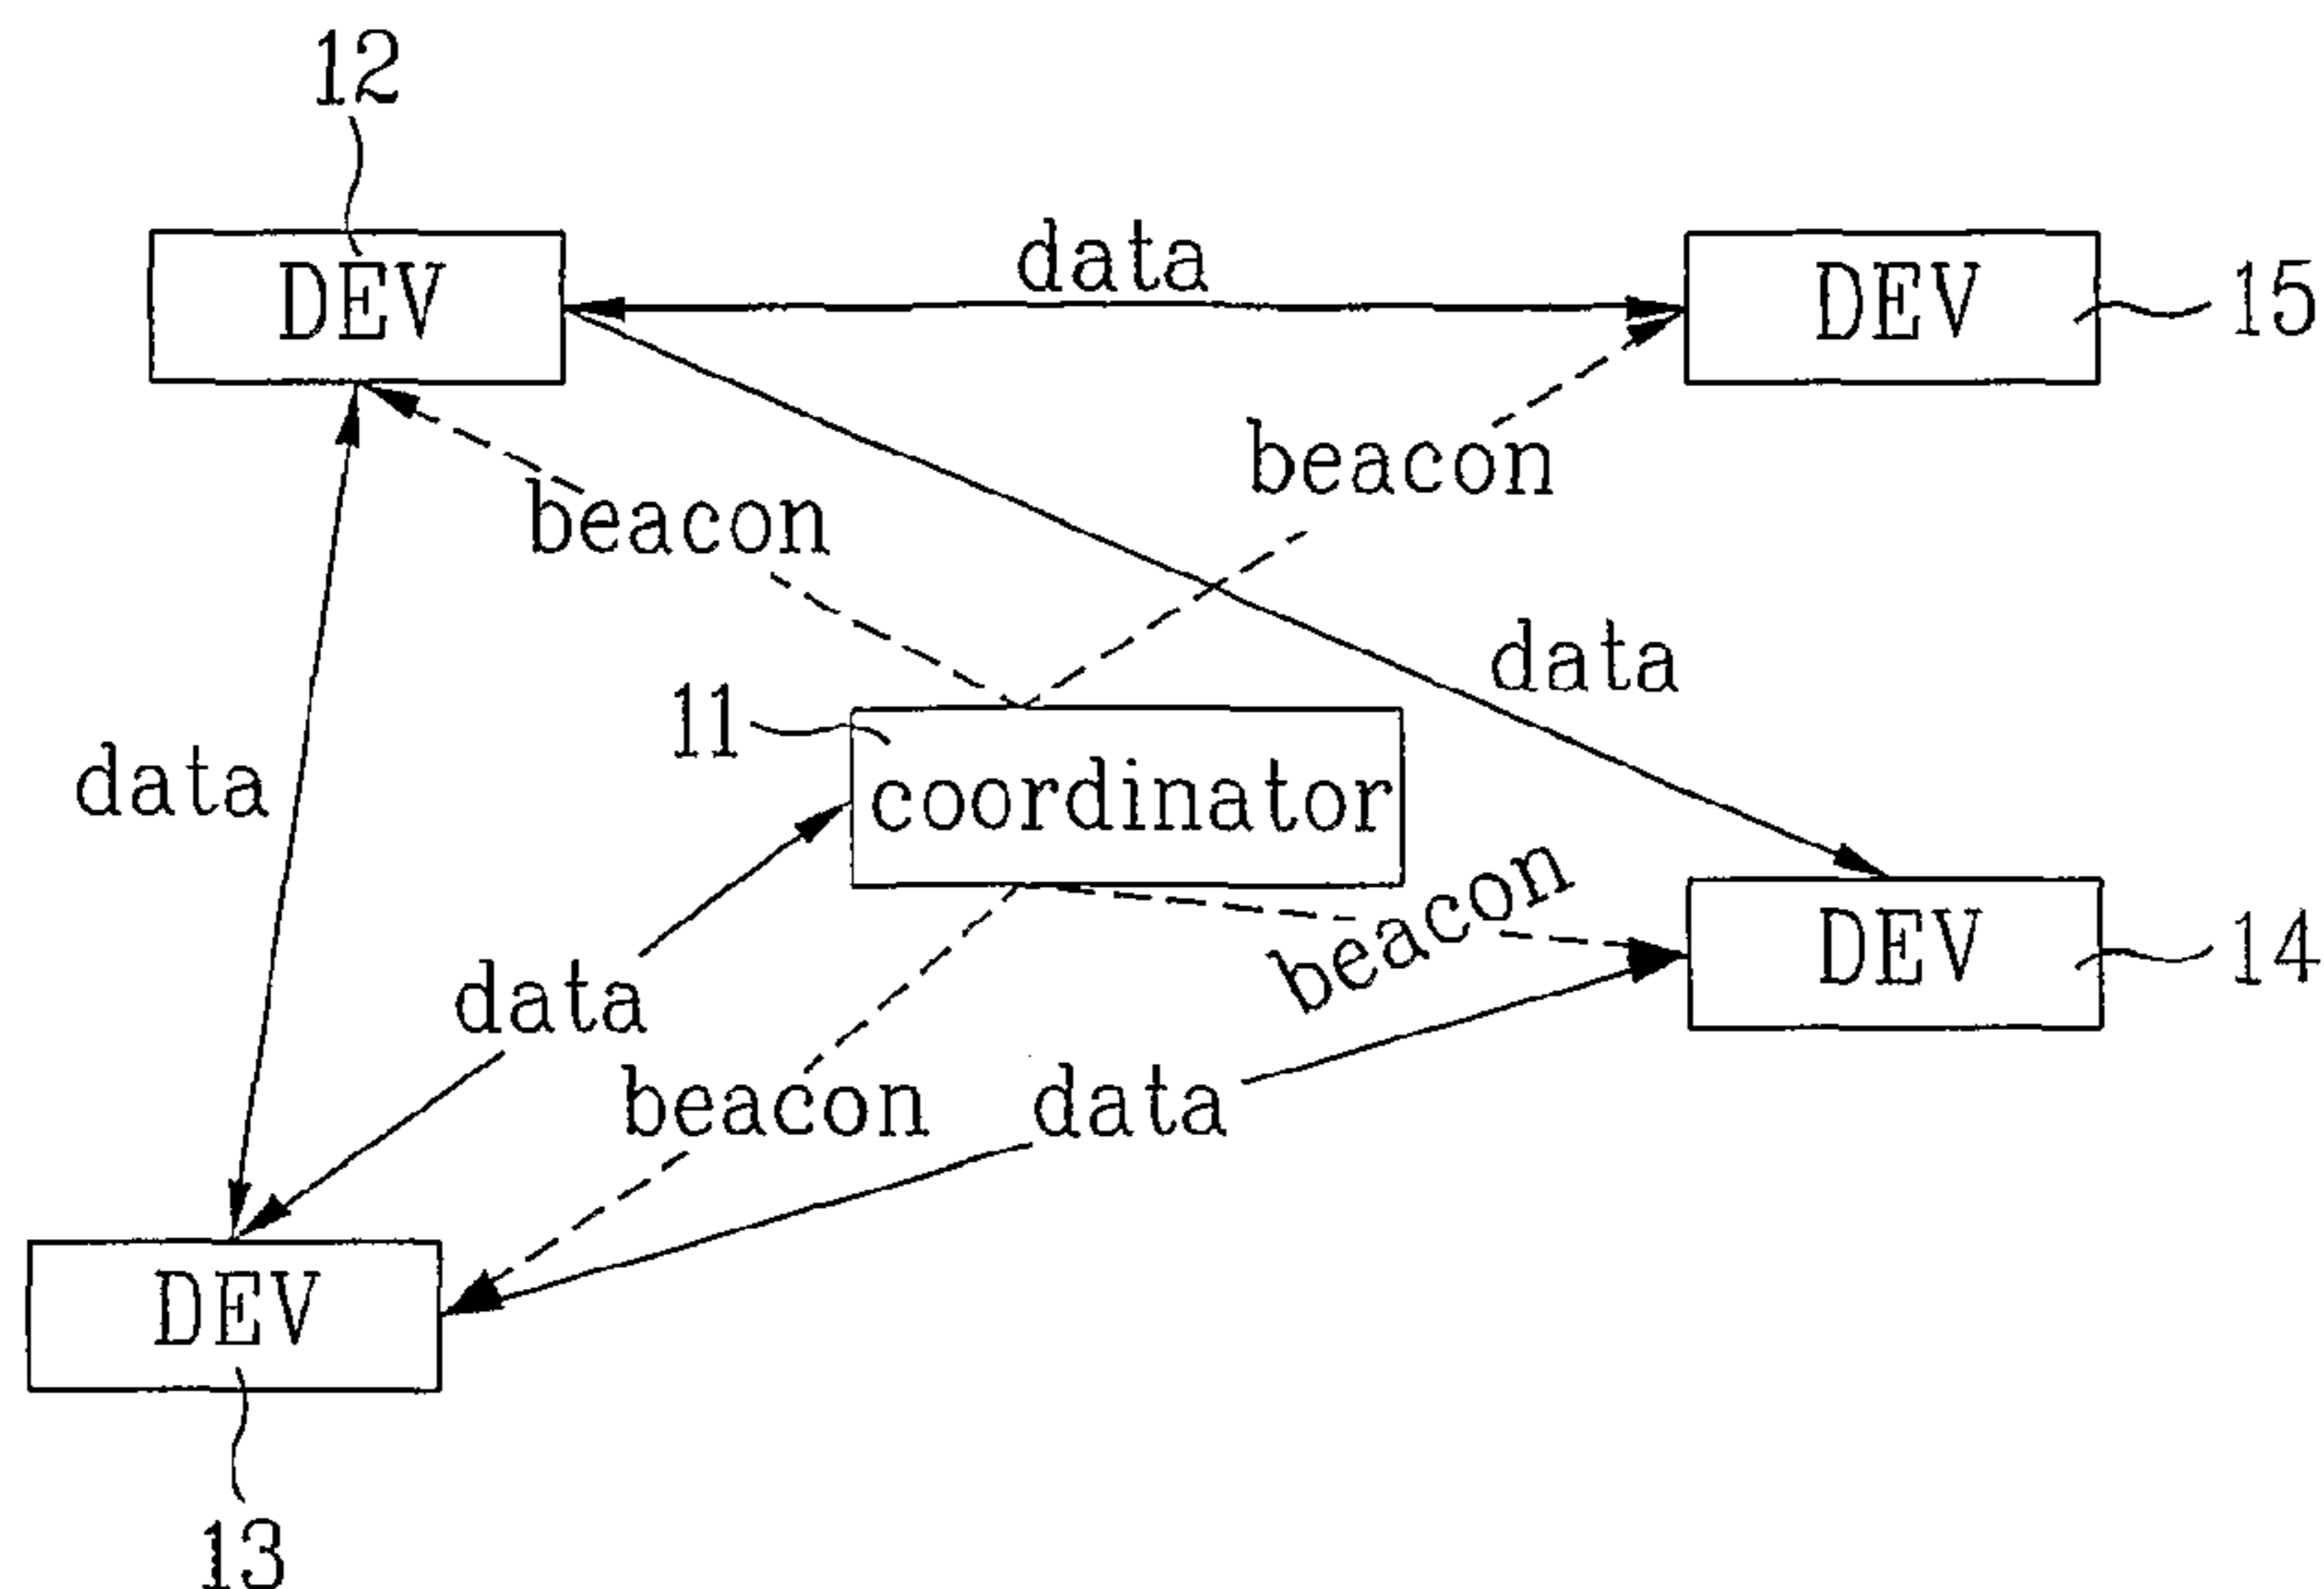 12
DEV
data
DEV
15
beacon
beacon
data
11
coordinator
data
beacon
DEV
14
data
beacon
data
DEV
13